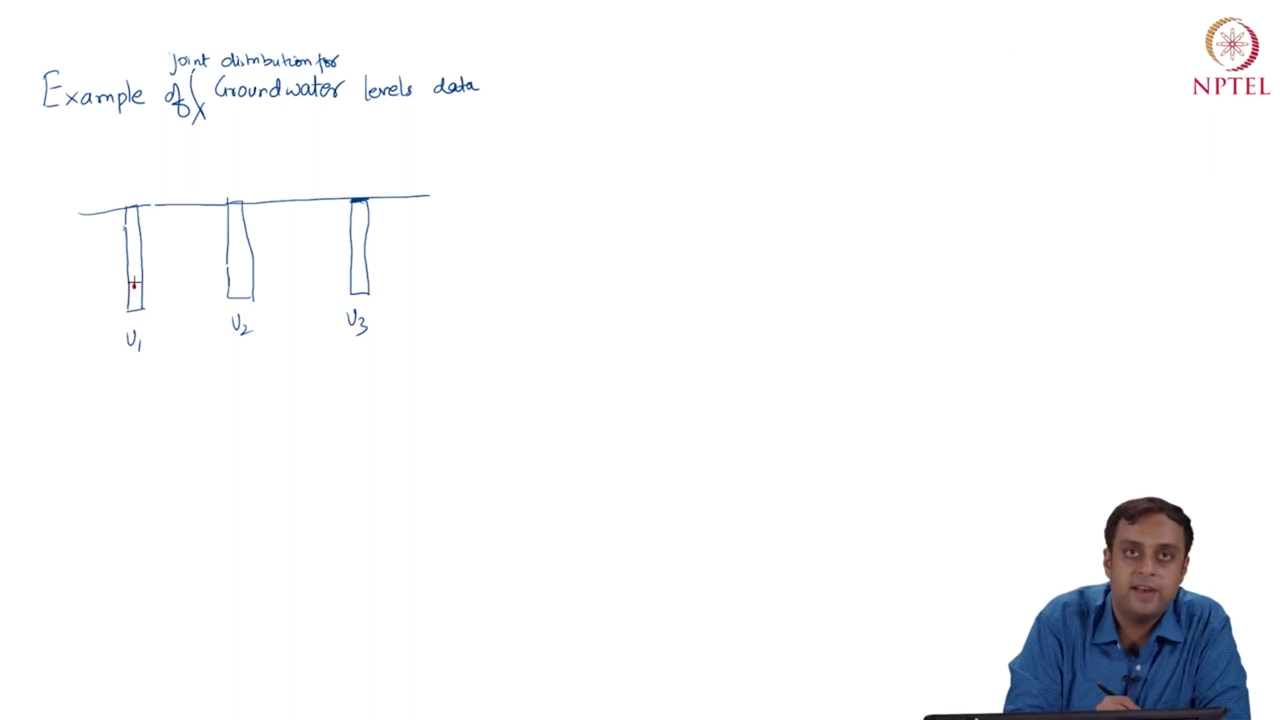 joint distribution for
Example of Groundwater levels data
U1 U2 U3
NPTEL